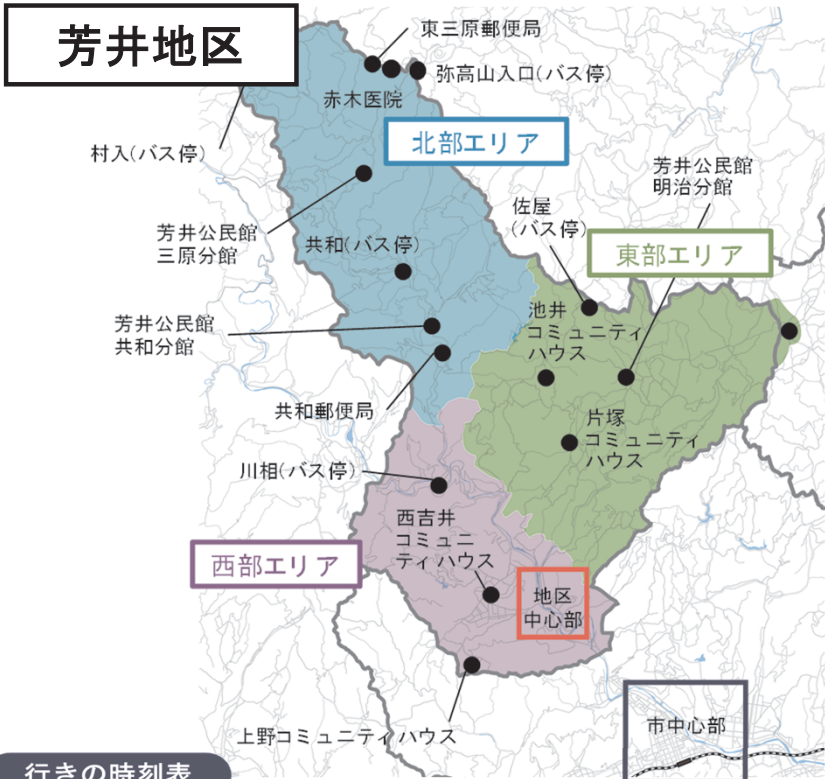 芳井地区
東三原郵便局
弥高山入口(バス停)
赤木医院
北部エリア
村入(バス停)
芳井公民館
明治分館
佐屋
(バス停)
芳井公民館
三原分館
共和(バス停)
東部エリア
池井
コミュニティ
ハウス
芳井公民館
共和分館
共和郵便局
片塚
コミュニティ
ハウス
川相(バス停)
西吉井
コミュニ
ティハウス
西部エリア
地区
中心部
上野コミュニティハウス
市中心部
行きの時刻表